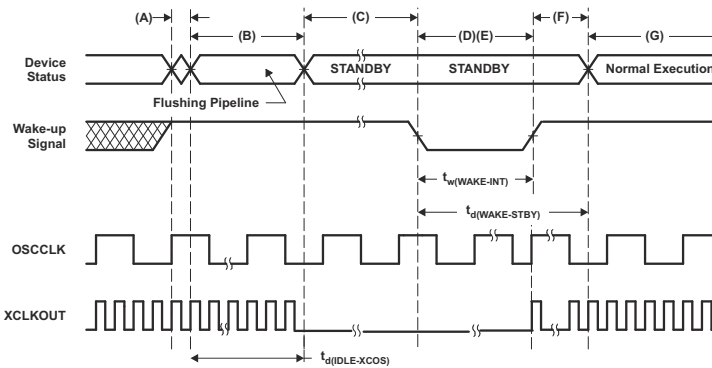 (A)
(B)
(C)
(D)(E)
(F)
(G)
Device
Status
STANDBY
STANDBY
Normal Execution
Flushing Pipeline
Wake-up
Signal
tw(WAKE-INT)
td(WAKE-STBY)
OSCCLK
XCLKOUT
td(IDLE-XCOS)